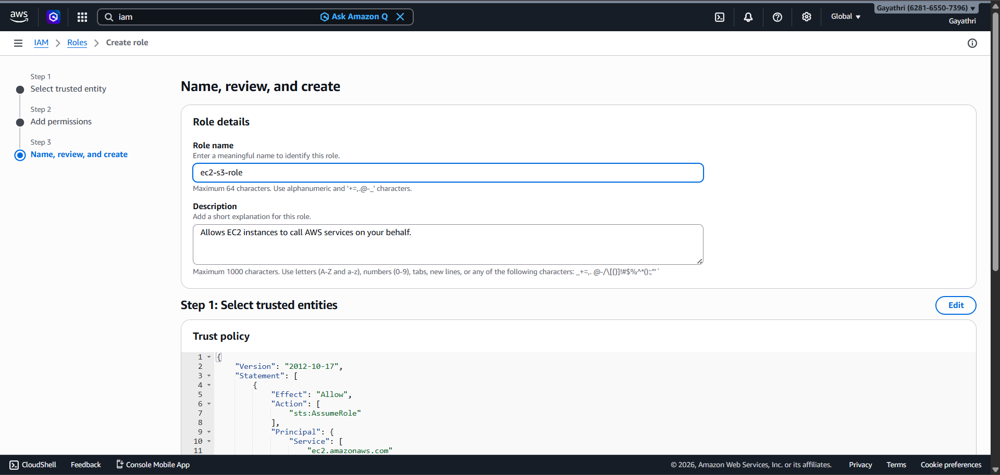 aws
iam
Ask Amazon Q
Global
Gayathri (6281-6550-7396)
Gayathri
IAM
Roles
Create role
Step 1
Select trusted entity
Step 2
Add permissions
Step 3
Name, review, and create
Name, review, and create
Role details
Role name
Enter a meaningful name to identify this role.
ec2-s3-role
Maximum 64 characters. Use alphanumeric and '+=,.@-_' characters.
Description
Add a short explanation for this role.
Allows EC2 instances to call AWS services on your behalf.
Maximum 1000 characters. Use letters (A-Z and a-z), numbers (0-9), tabs, new lines, or any of the following characters: _+=,. @-/\[{}]!#$%^*();:"'`
Step 1: Select trusted entities
Edit
Trust policy
1 {
2 "Version": "2012-10-17",
3 "Statement": [
4 {
5 "Effect": "Allow",
6 "Action": [
7 "sts:AssumeRole"
8 ],
9 "Principal": {
10 "Service": [
11 "ec2.amazonaws.com"
CloudShell
Feedback
Console Mobile App
© 2026, Amazon Web Services, Inc. or its affiliates.
Privacy
Terms
Cookie preferences